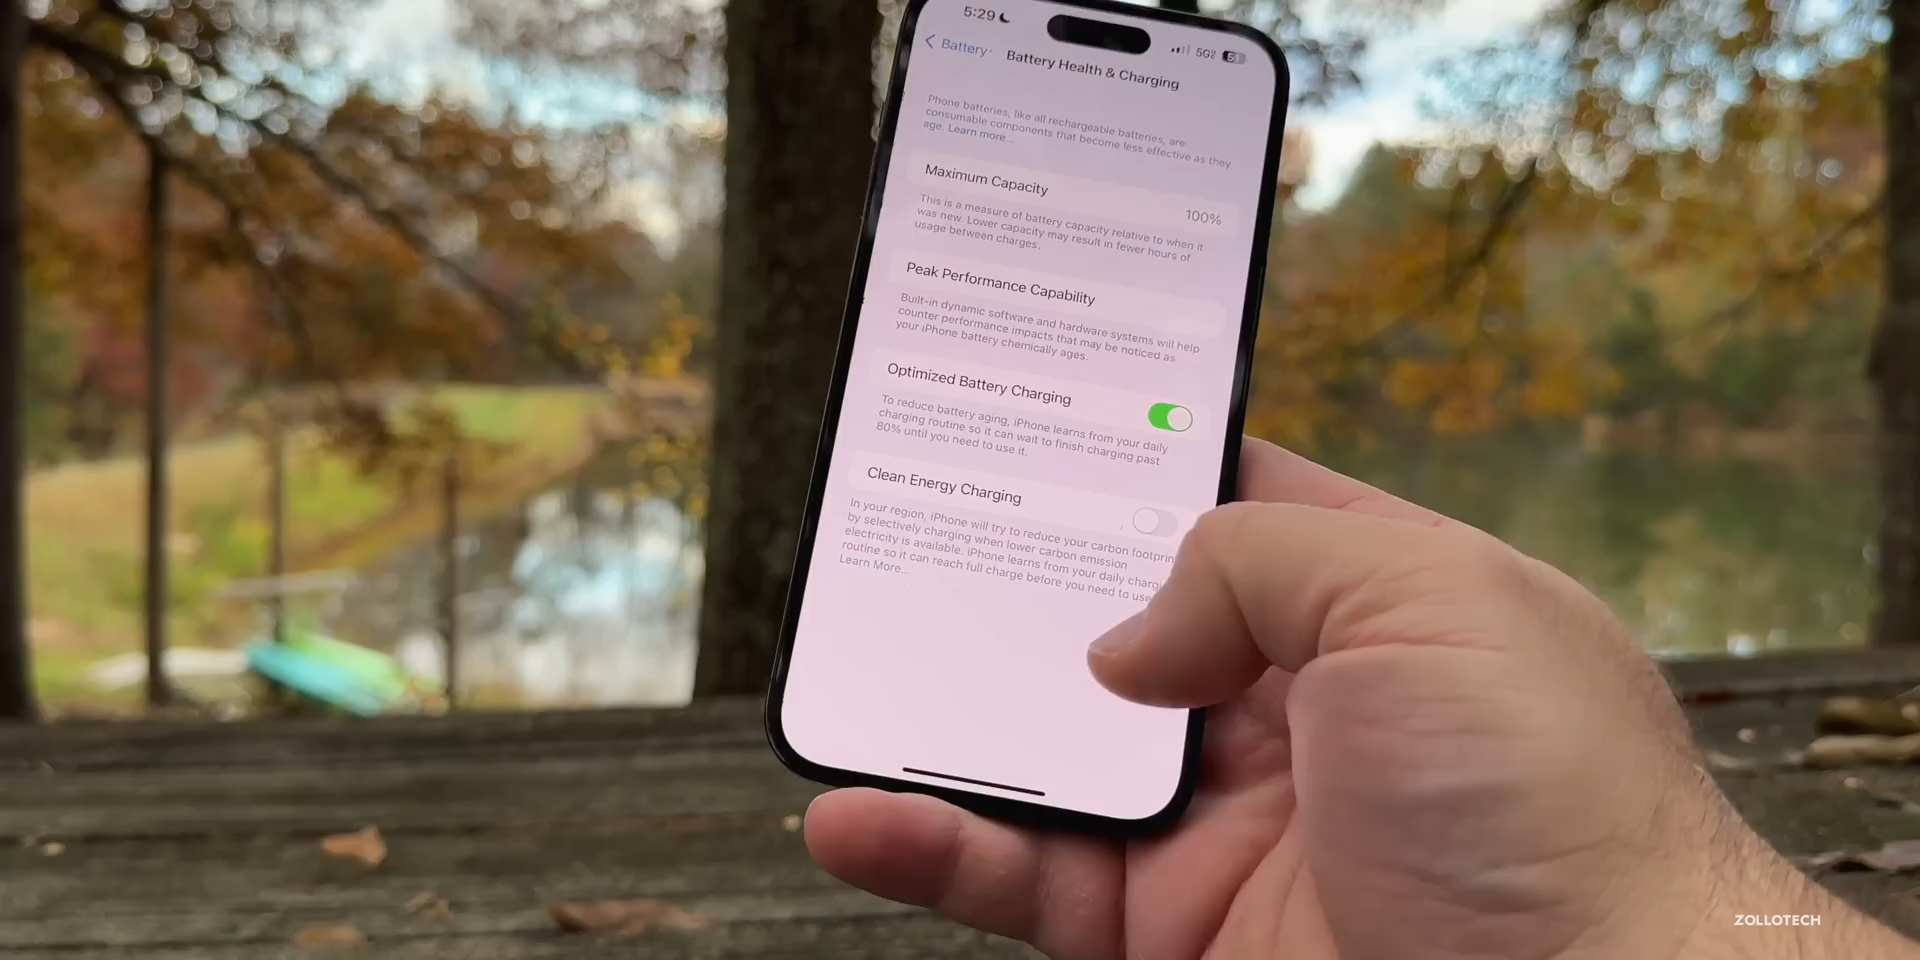 5:29
5G
Battery
Battery Health & Charging
Phone batteries, like all rechargeable batteries, are
consumable components that become less effective as they
age. Learn more...
Maximum Capacity
100%
This is a measure of battery capacity relative to when it
was new. Lower capacity may result in fewer hours of
usage between charges.
Peak Performance Capability
Built-in dynamic software and hardware systems will help
counter performance impacts that may be noticed as
your iPhone battery chemically ages.
Optimized Battery Charging
To reduce battery aging, iPhone learns from your daily
charging routine so it can wait to finish charging past
80% until you need to use it.
Clean Energy Charging
In your region, iPhone will try to reduce your carbon footprin
by selectively charging when lower carbon emission
electricity is available. iPhone learns from your daily chargi
routine so it can reach full charge before you need to use
Learn More...
ZOLLOTECH